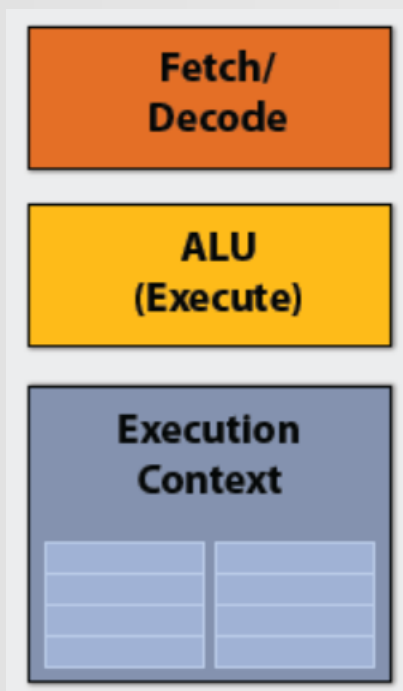 Fetch/
Decode
ALU
(Execute)
Execution
Context